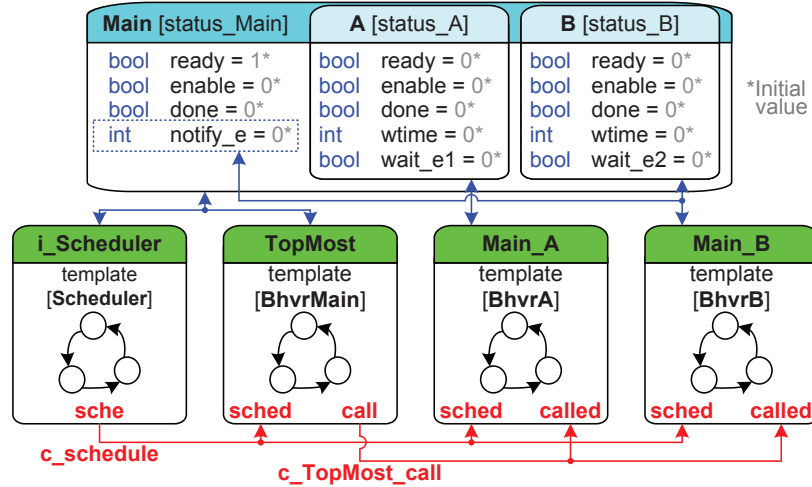 Main [status_Main]
bool ready = 1*
bool enable = 0*
bool done = 0*
int notify_e = 0*
A [status_A]
bool ready = 0*
bool enable = 0*
bool done = 0*
int wtime = 0*
bool wait_e1 = 0*
B [status_B]
bool ready = 0*
bool enable = 0*
bool done = 0*
int wtime = 0*
bool wait_e2 = 0*
*Initial
value
i_Scheduler
template
[Scheduler]
sche
TopMost
template
[BhvrMain]
sched call
Main_A
template
[BhvrA]
sched called
Main_B
template
[BhvrB]
sched called
c_schedule
c_TopMost_call